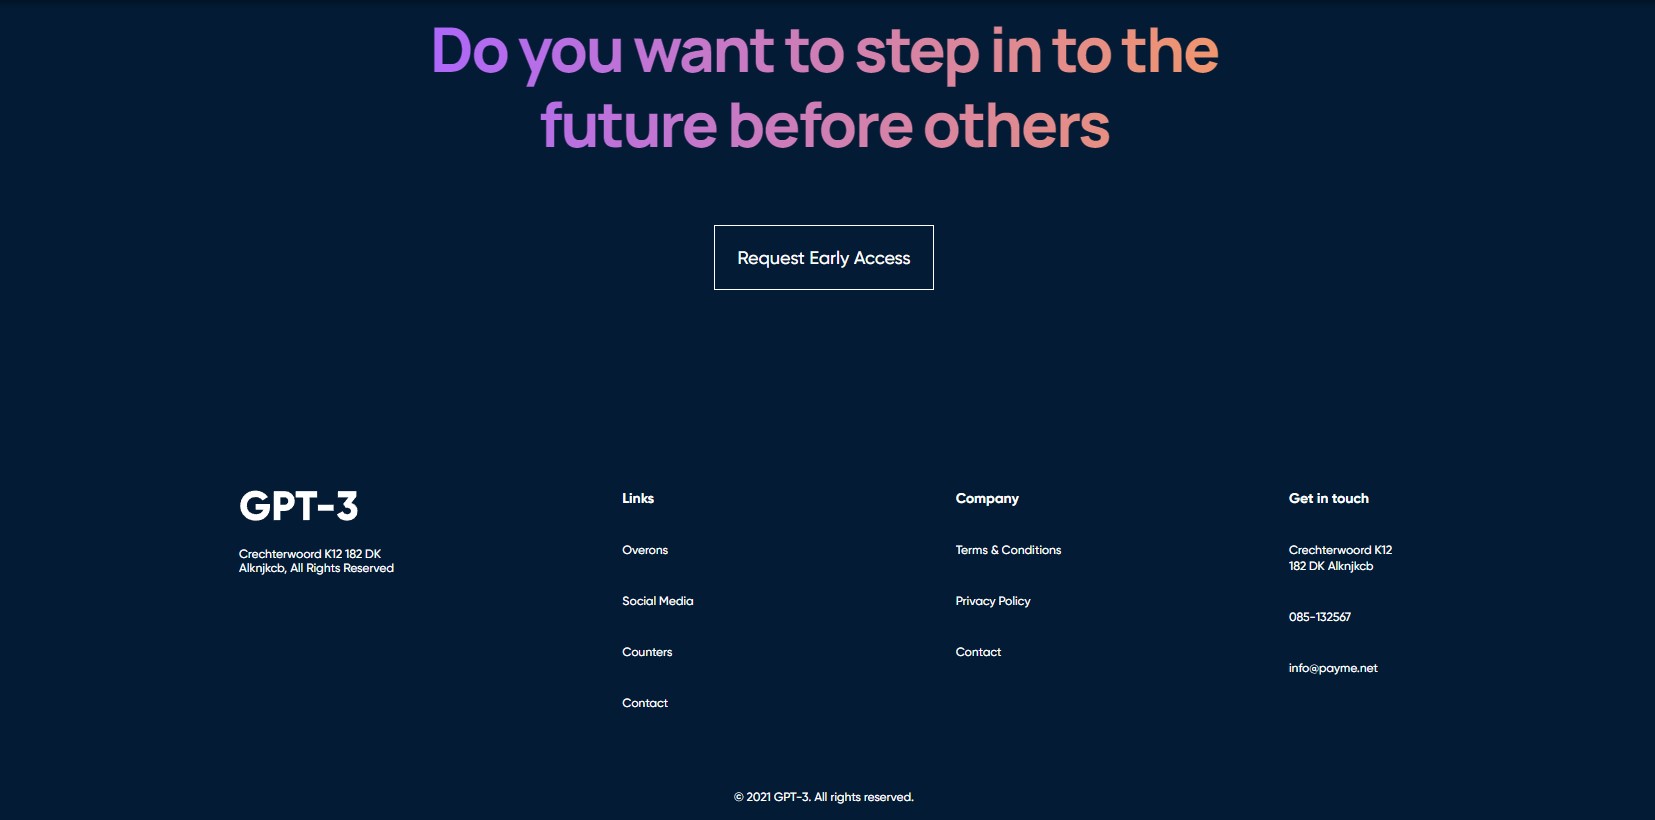 Do you want to step in to the
future before others
Request Early Access
GPT-3
Crechterwoord K12 182 DK
Alknjkcb, All Rights Reserved
Links
Overons
Social Media
Counters
Contact
Company
Terms & Conditions
Privacy Policy
Contact
Get in touch
Crechterwoord K12
182 DK Alknjkcb
085-132567
info@payme.net
© 2021 GPT-3. All rights reserved.